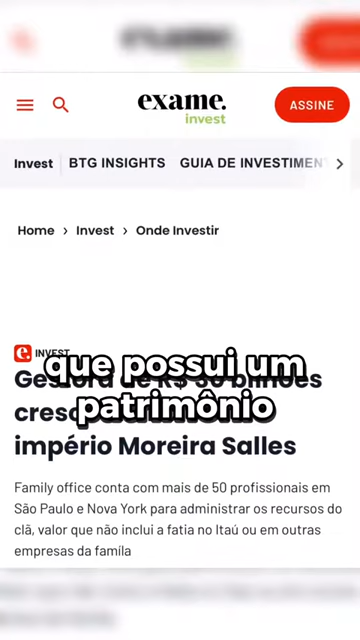 exame.
invest
ASSINE
Invest
BTG INSIGHTS
GUIA DE INVESTIMEN
Home > Invest > Onde Investir
e. INVEST
que possui um
patrimônio
império Moreira Salles
Family office conta com mais de 50 profissionais em
São Paulo e Nova York para administrar os recursos do
clã, valor que não inclui a fatia no Itaú ou em outras
empresas da famíla